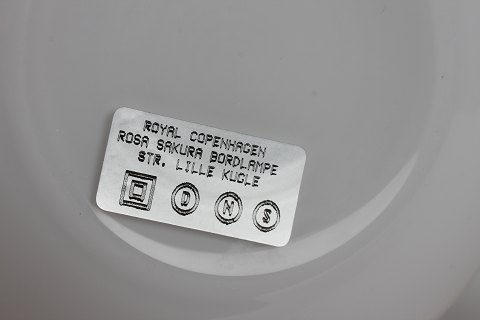 ROYAL COPENHAGEN
ROSA SAKURA BORDLAMPE
STR. LILLE KUGLE
D N S